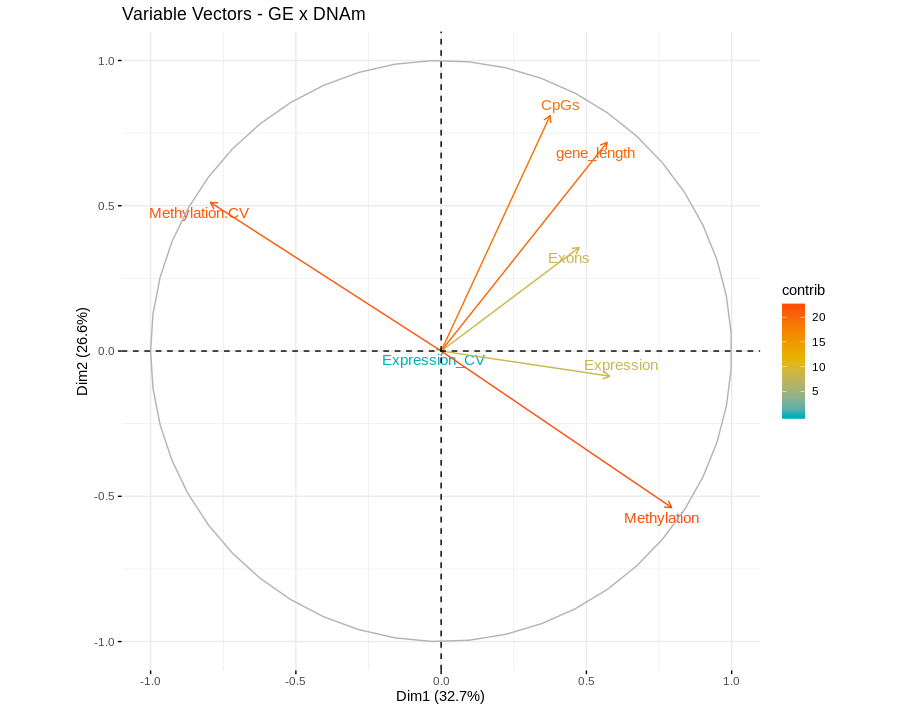 Variable Vectors - GE x DNAm
1.0
0.5
0.0
-0.5
-1.0
Dim2 (26.6%)
CpGs
gene_length
Methylation.CV
Exons
Expression_CV
Expression
Methylation
-1.0
-0.5
0.0
0.5
1.0
Dim1 (32.7%)
contrib
20
15
10
5